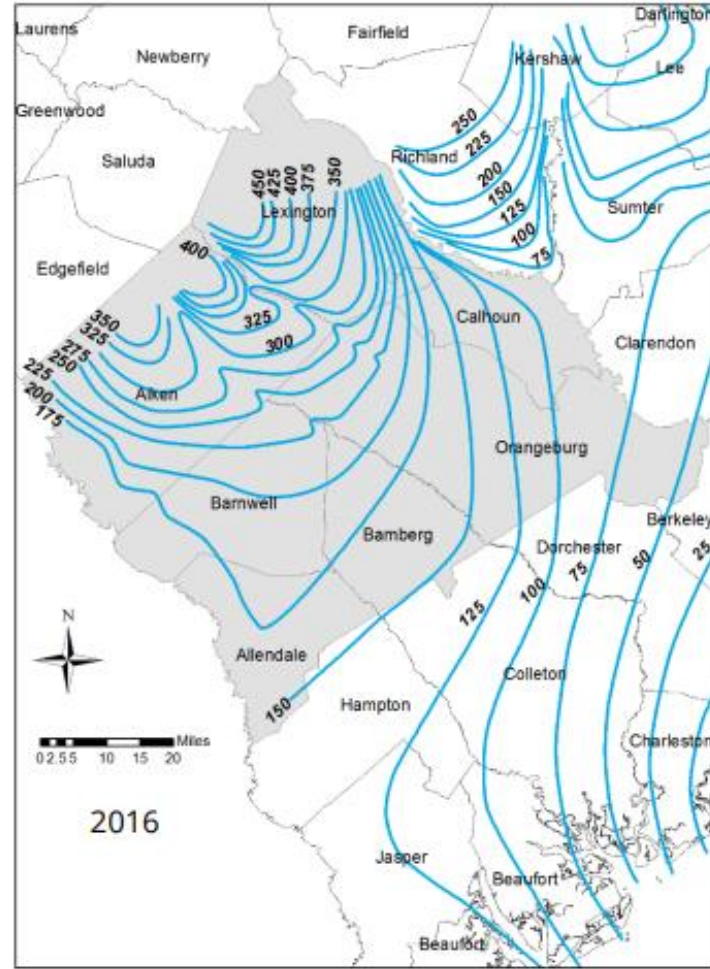 Laurens
Newberry
Fairfield
Darlington
Kershaw
Lee
Greenwood
Saluda
Richland
250
225
200
150
125
100
75
Sumter
450
425
400
375
350
Lexington
Edgefield
400
325
300
Calhoun
Clarendon
350
325
275
250
225
200
175
Aiken
Orangeburg
Barnwell
Bamberg
Berkeley
Dorchester
125
100
75
50
25
Allendale
N
150
Hampton
Colleton
Charleston
Miles
0 2.5 5 10 15 20
2016
Jasper
Beaufort
Beaufort